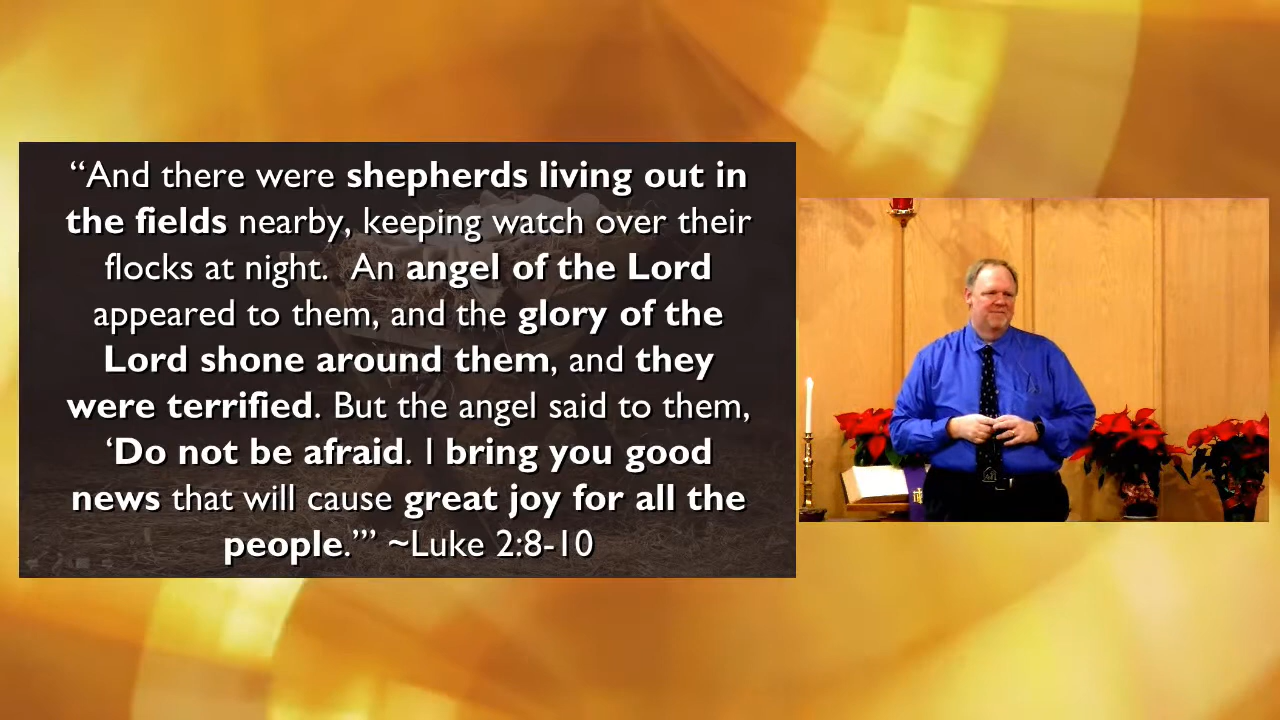 “And there were shepherds living out in
the fields nearby, keeping watch over their
flocks at night.  An angel of the Lord
appeared to them, and the glory of the
Lord shone around them, and they
were terrified. But the angel said to them,
‘Do not be afraid. I bring you good
news that will cause great joy for all the
people.’” ~Luke 2:8-10